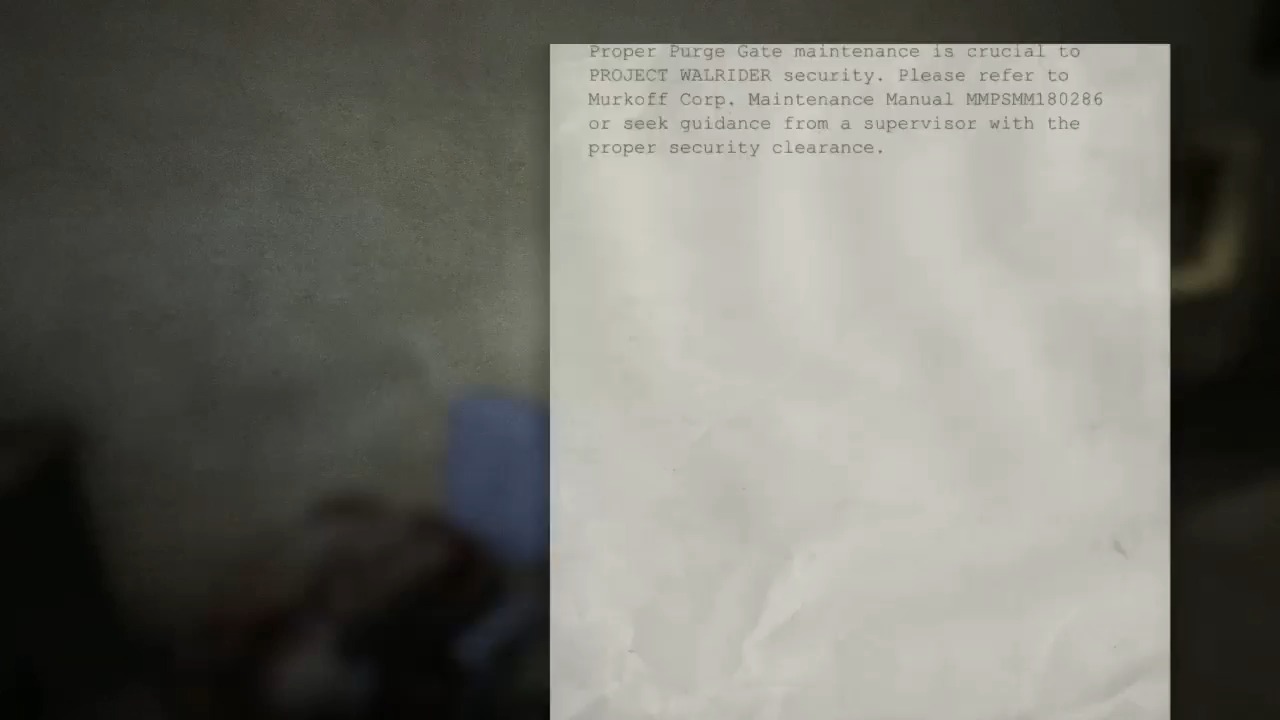 Proper Purge Gate maintenance is crucial to
PROJECT WALRIDER security. Please refer to
Murkoff Corp. Maintenance Manual MMPSMM180286
or seek guidance from a supervisor with the
proper security clearance.